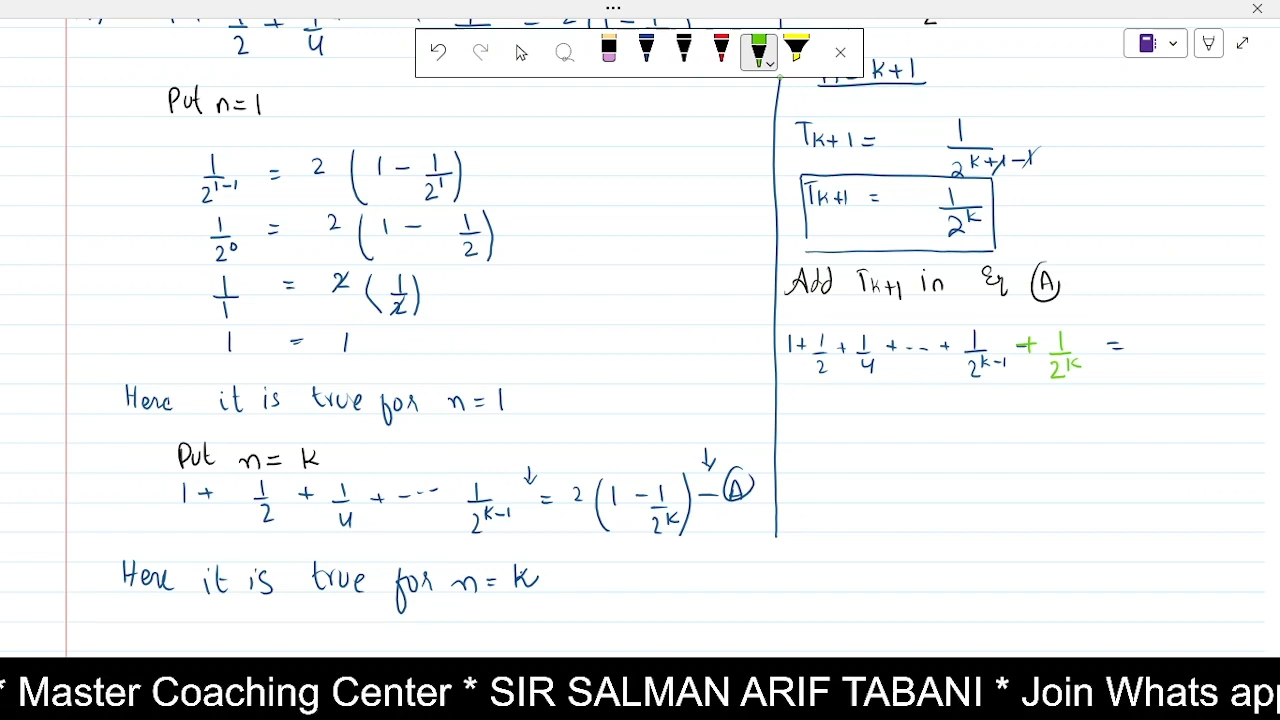 Put n=1
1/2^(1-1) = 2 (1 - 1/2^1)
1/2^0 = 2 (1 - 1/2)
1/1 = 2 (1/2)
1 = 1
Here it is true for n=1
Put n= k
1+ 1/2 + 1/4 + --- 1/2^(k-1) = 2 (1 - 1/2^k) - A
Here it is true for n= k
k+1
Tk+1 = 1/2^(k+1-1)
Tk+1 = 1/2^k
Add Tk+1 in Eq A
1+ 1/2 + 1/4 + --- + 1/2^(k-1) + 1/2^k =
* Master Coaching Center * SIR SALMAN ARIF TABANI * Join Whats app